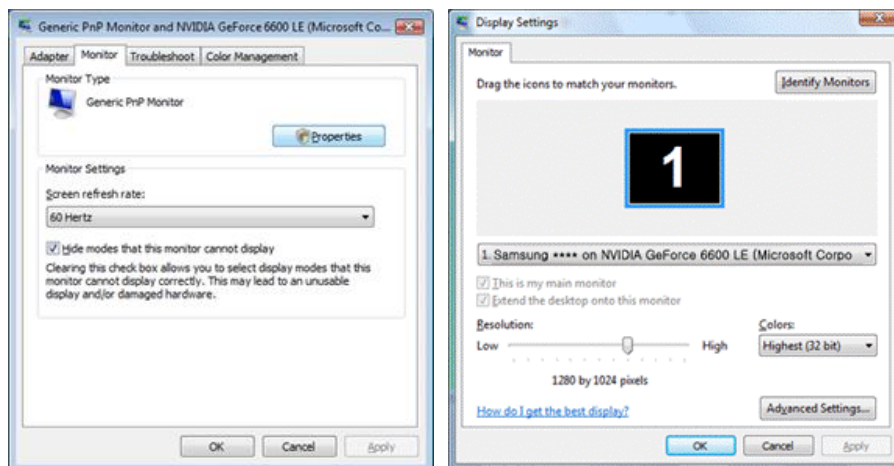 Generic PnP Monitor and NVIDIA GeForce 6600 LE (Microsoft Co...
Adapter
Monitor
Troubleshoot
Color Management
Monitor Type
Generic PnP Monitor
Properties
Monitor Settings
Screen refresh rate:
60 Hertz
Hide modes that this monitor cannot display
Clearing this check box allows you to select display modes that this
monitor cannot display correctly. This may lead to an unusable
display and/or damaged hardware.
OK
Cancel
Apply
Display Settings
Monitor
Drag the icons to match your monitors.
Identify Monitors
1
1. Samsung **** on NVIDIA GeForce 6600 LE (Microsoft Corpo
This is my main monitor
Extend the desktop onto this monitor
Resolution:
Colors:
Low
High
Highest (32 bit)
1280 by 1024 pixels
How do I get the best display?
Advanced Settings...
OK
Cancel
Apply